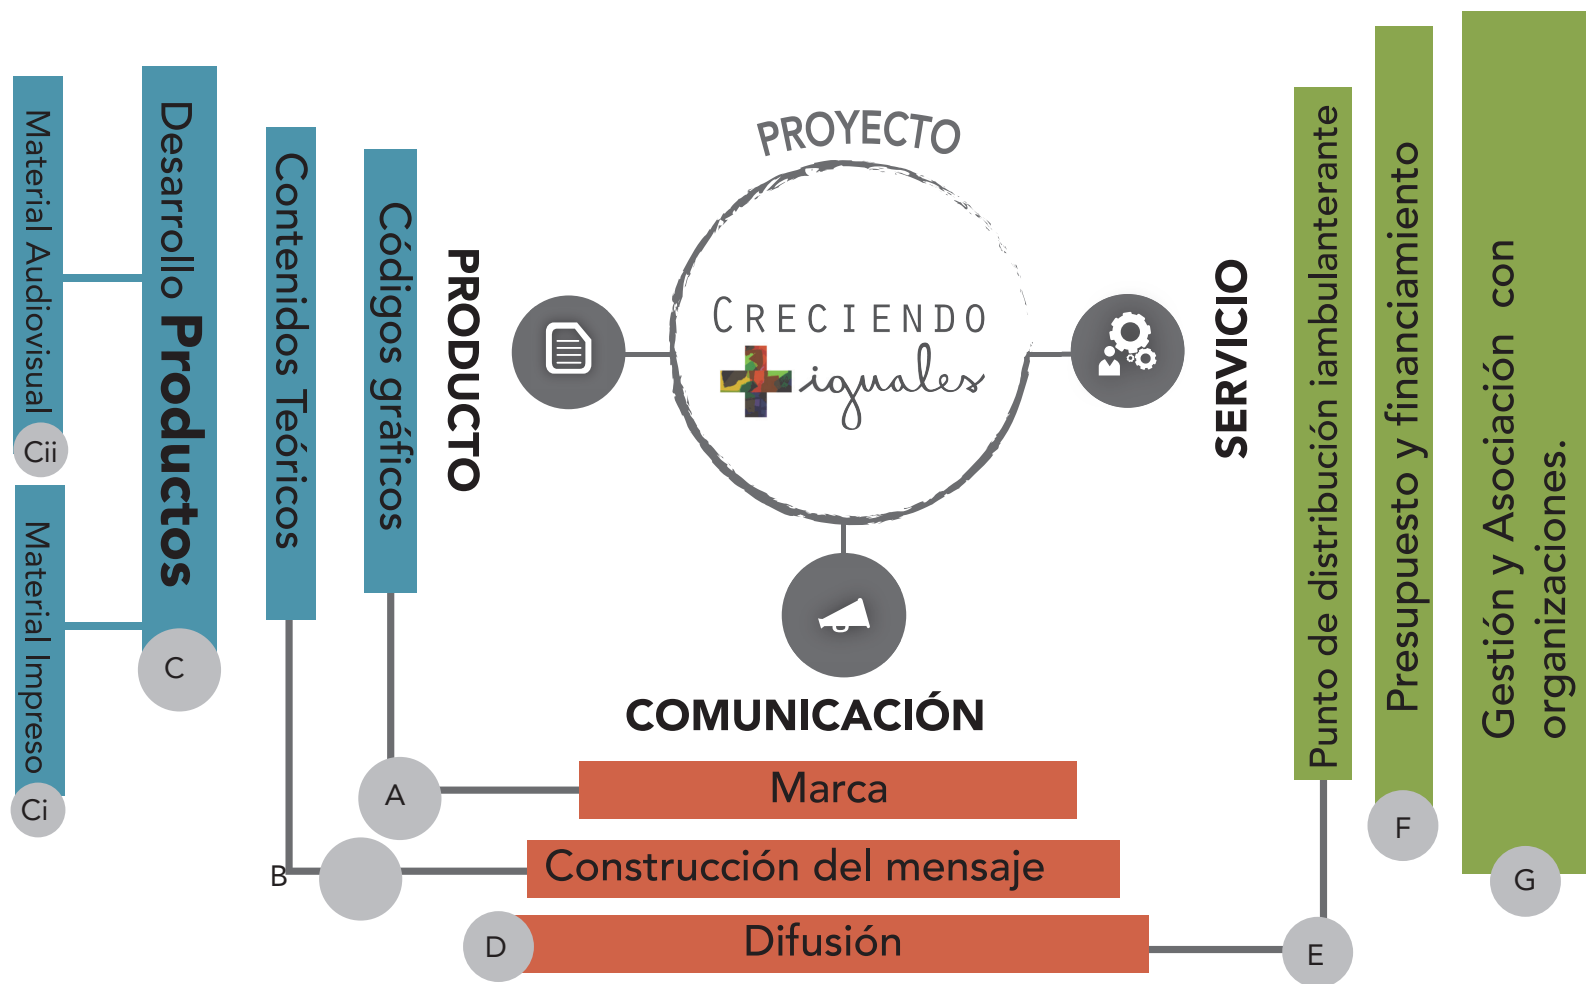 PROYECTO
CRECIENDO
+ iguales
PRODUCTO
SERVICIO
COMUNICACIÓN
Material Audiovisual
Cii
Material Impreso
Ci
Desarrollo Productos
C
Contenidos Teóricos
Códigos gráficos
A
Marca
B
Construcción del mensaje
D
Difusión
E
Punto de distribución iambulanterante
Presupuesto y financiamiento
F
Gestión y Asociación con
organizaciones.
G